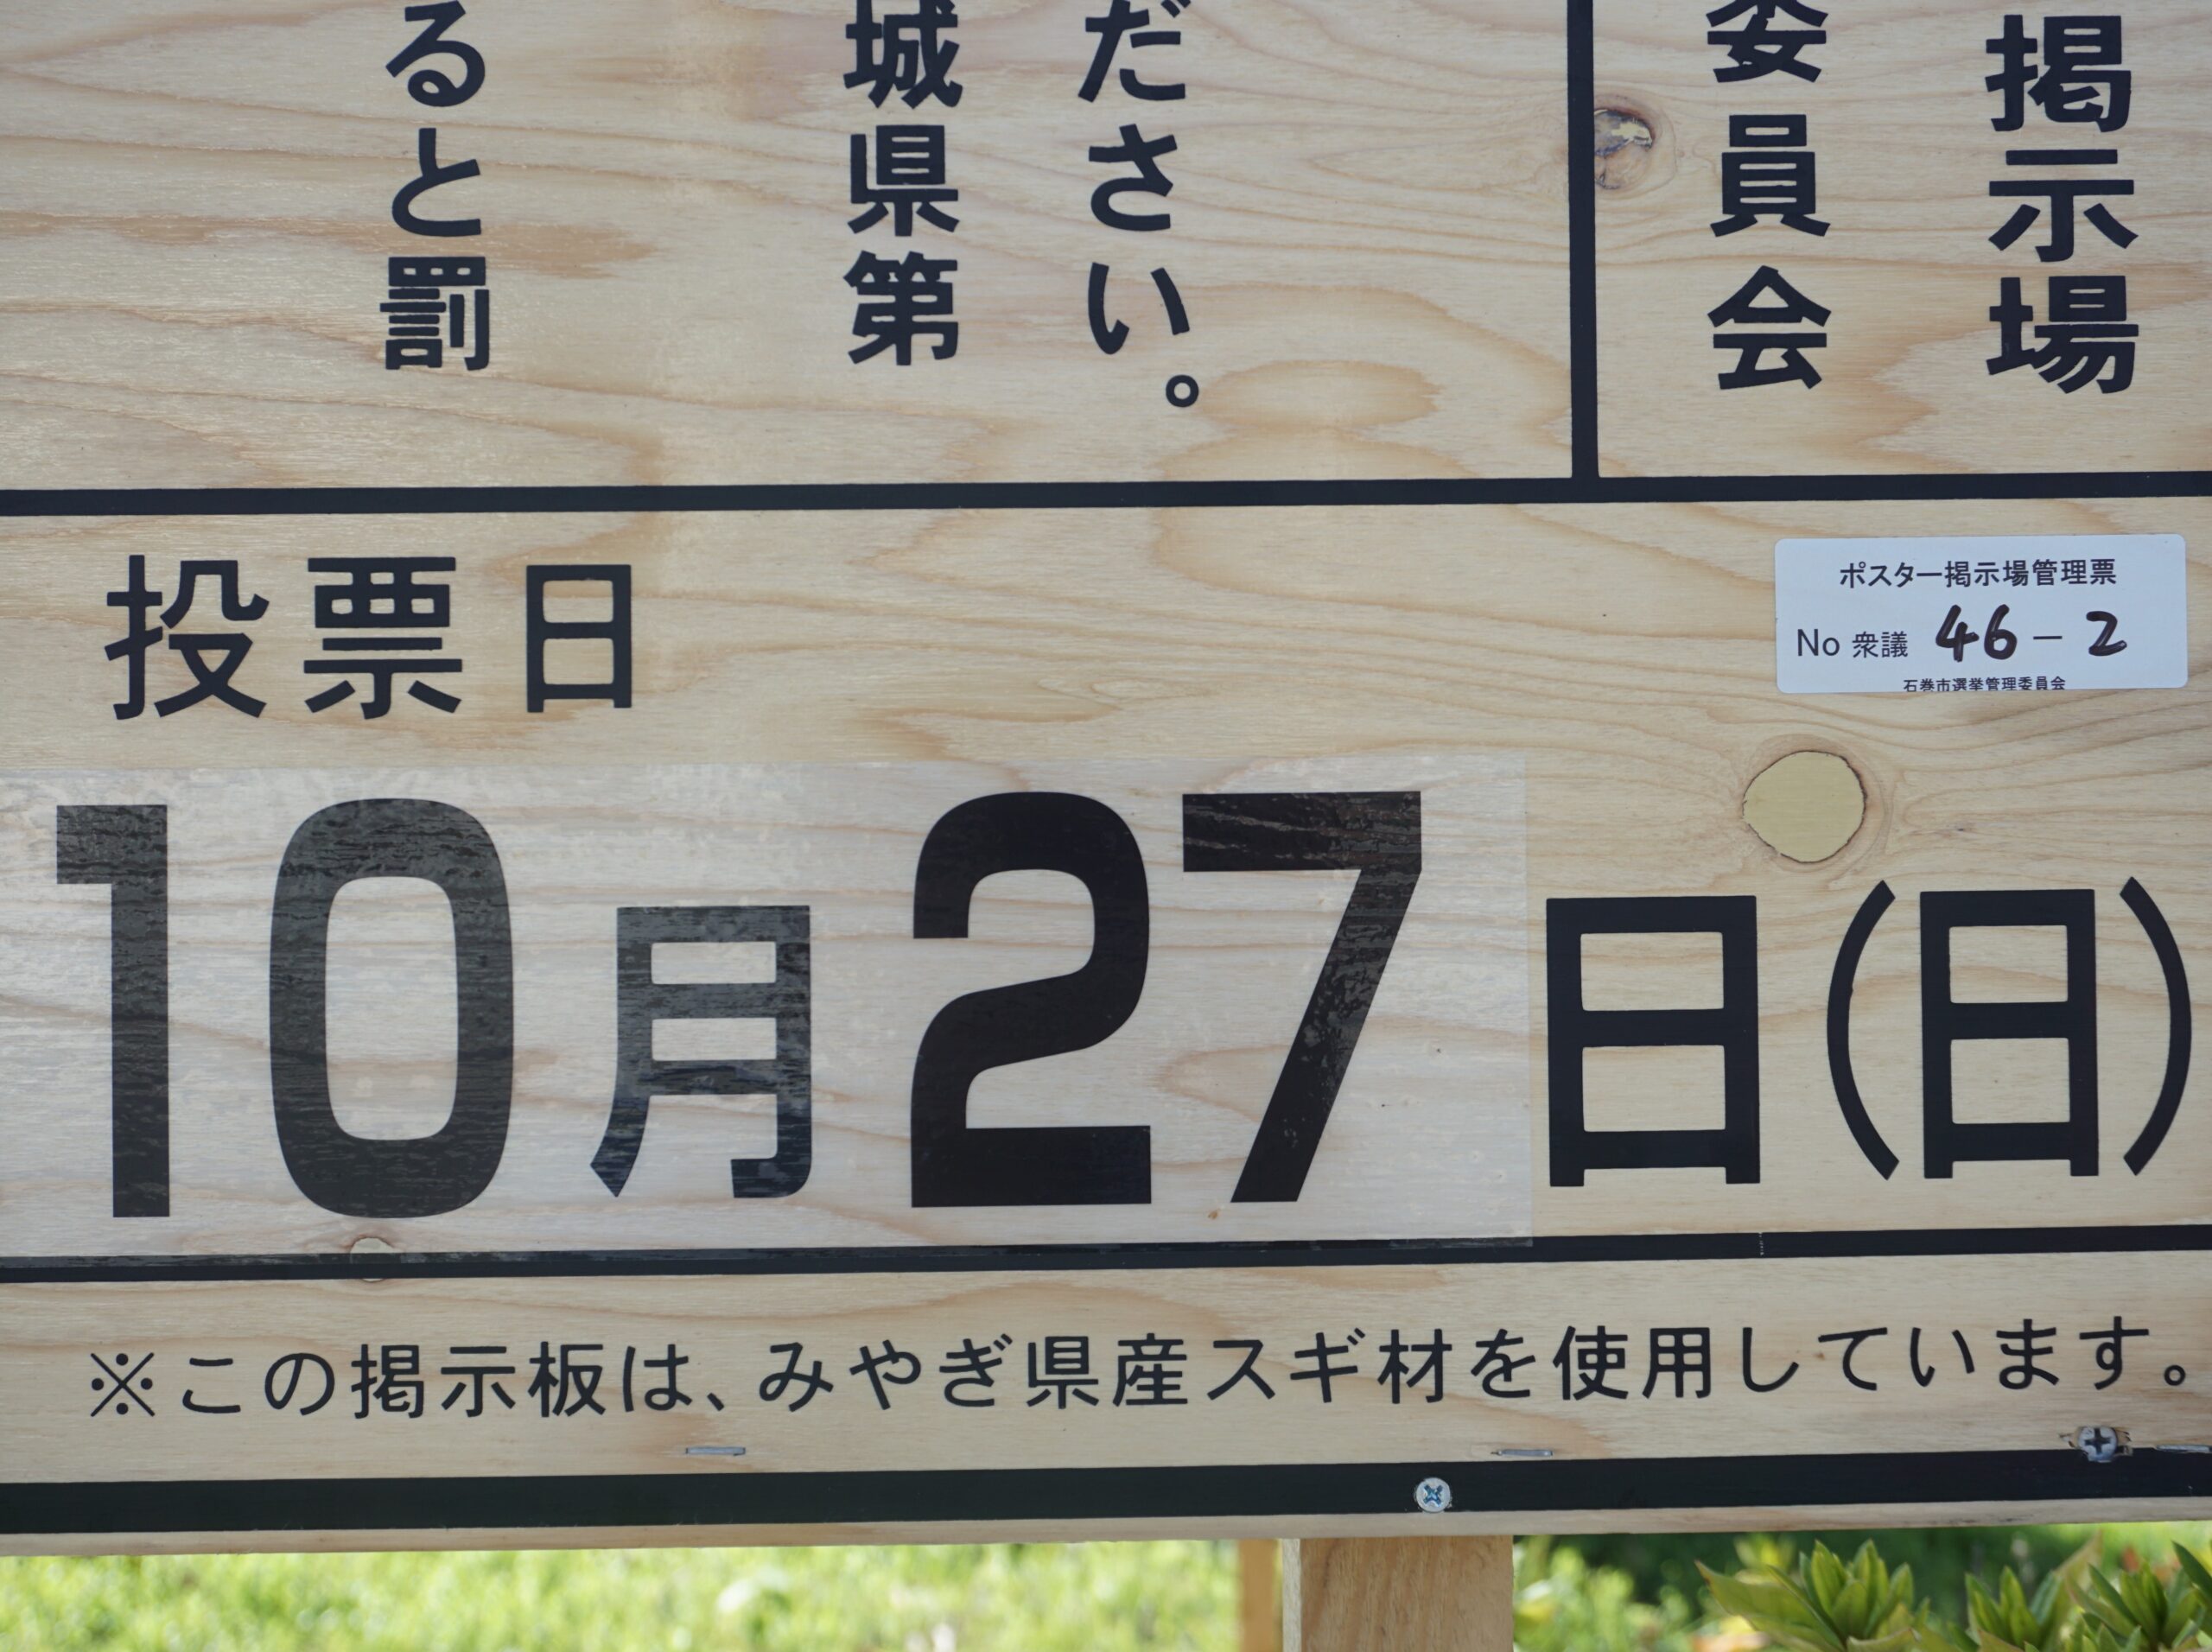 掲示場
委員会
ださい。
城県第
ると罰
投票日
ポスター掲示場管理票
No 衆議 46-2
石巻市選挙管理委員会
10月27日(日)
※この掲示板は、みやぎ県産スギ材を使用しています。